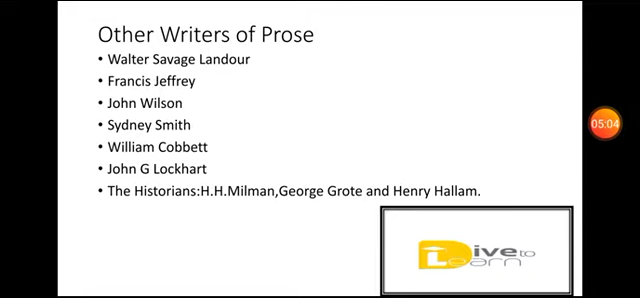 Other Writers of Prose
• Walter Savage Landour
• Francis Jeffrey
• John Wilson
• Sydney Smith
• William Cobbett
• John G Lockhart
• The Historians:H.H.Milman,George Grote and Henry Hallam.
05:04
Dive to
Learn